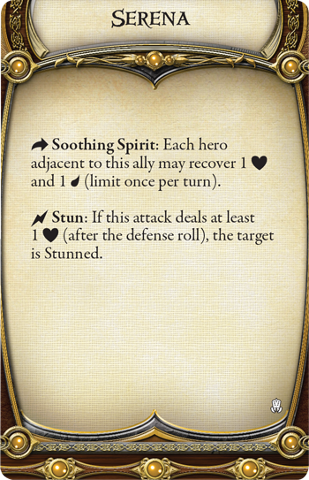 Serena
Soothing Spirit: Each hero
adjacent to this ally may recover 1
and 1 (limit once per turn).
Stun: If this attack deals at least
1 (after the defense roll), the target
is Stunned.